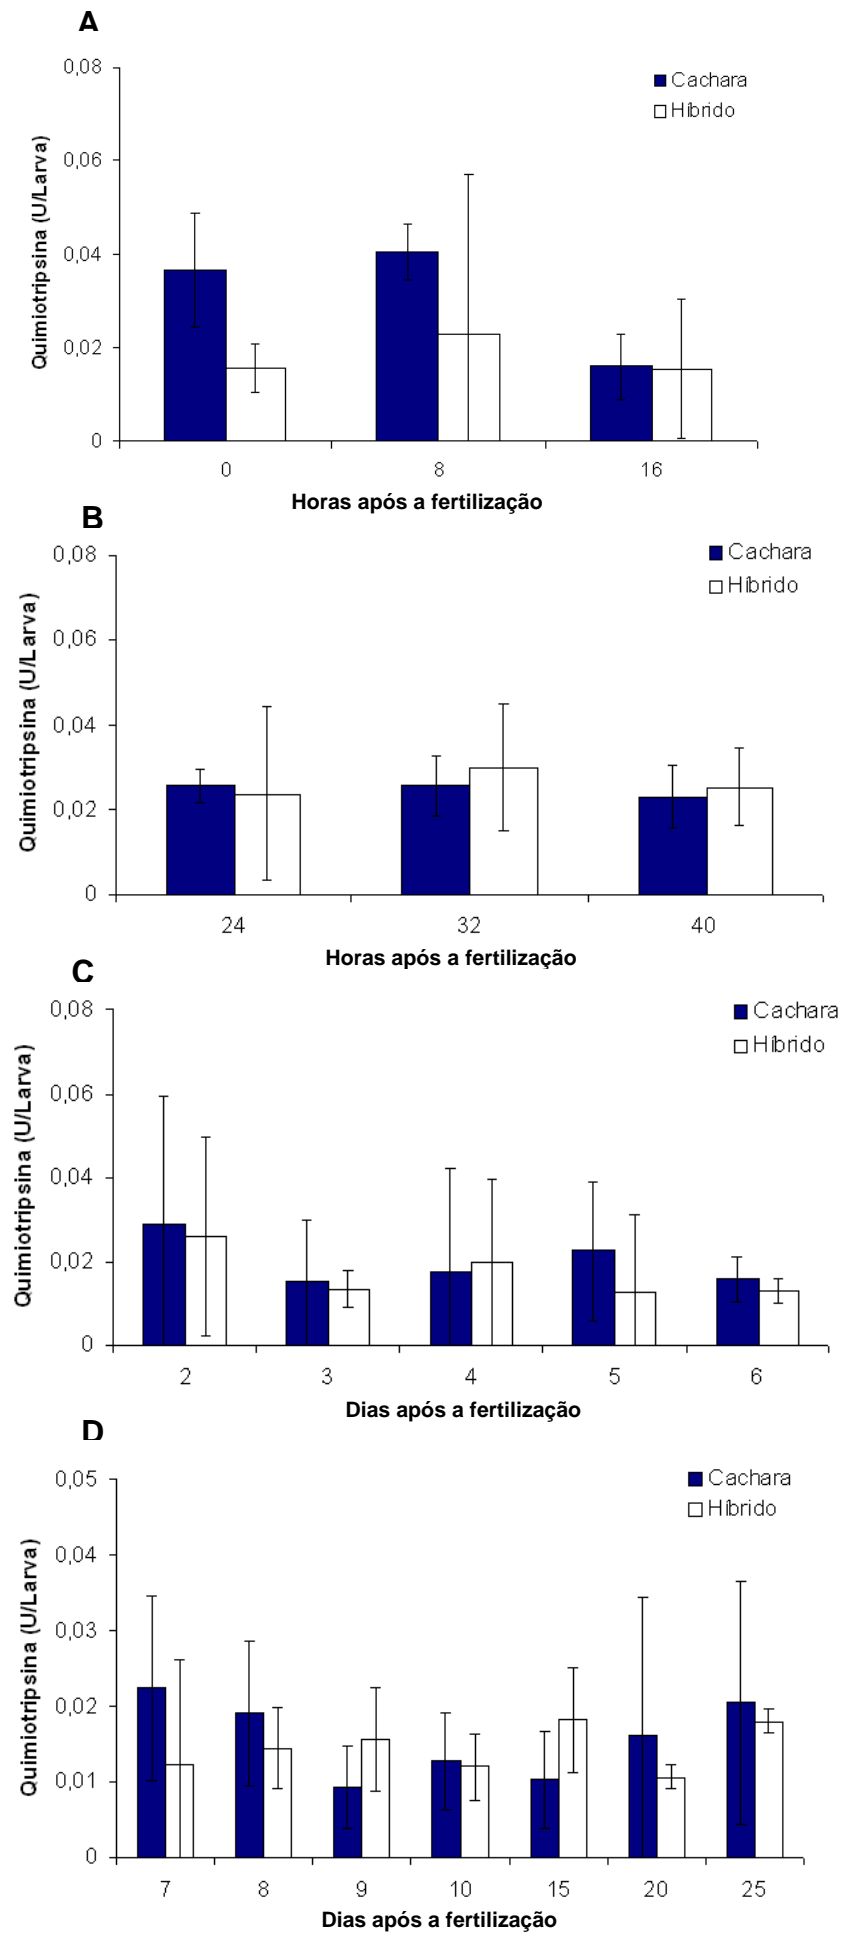 A
0,08
0,06
0,04
0,02
0
Quimiotripsina (U/Larva)
Cachara
Híbrido
0 8 16
Horas após a fertilização
B
0,08
0,06
0,04
0,02
0
Quimiotripsina (U/Larva)
Cachara
Híbrido
24 32 40
Horas após a fertilização
C
0,08
0,06
0,04
0,02
0
Quimiotripsina (U/Larva)
Cachara
Híbrido
2 3 4 5 6
Dias após a fertilização
D
0,05
0,04
0,03
0,02
0,01
0
Quimiotripsina (U/Larva)
Cachara
Híbrido
7 8 9 10 15 20 25
Dias após a fertilização